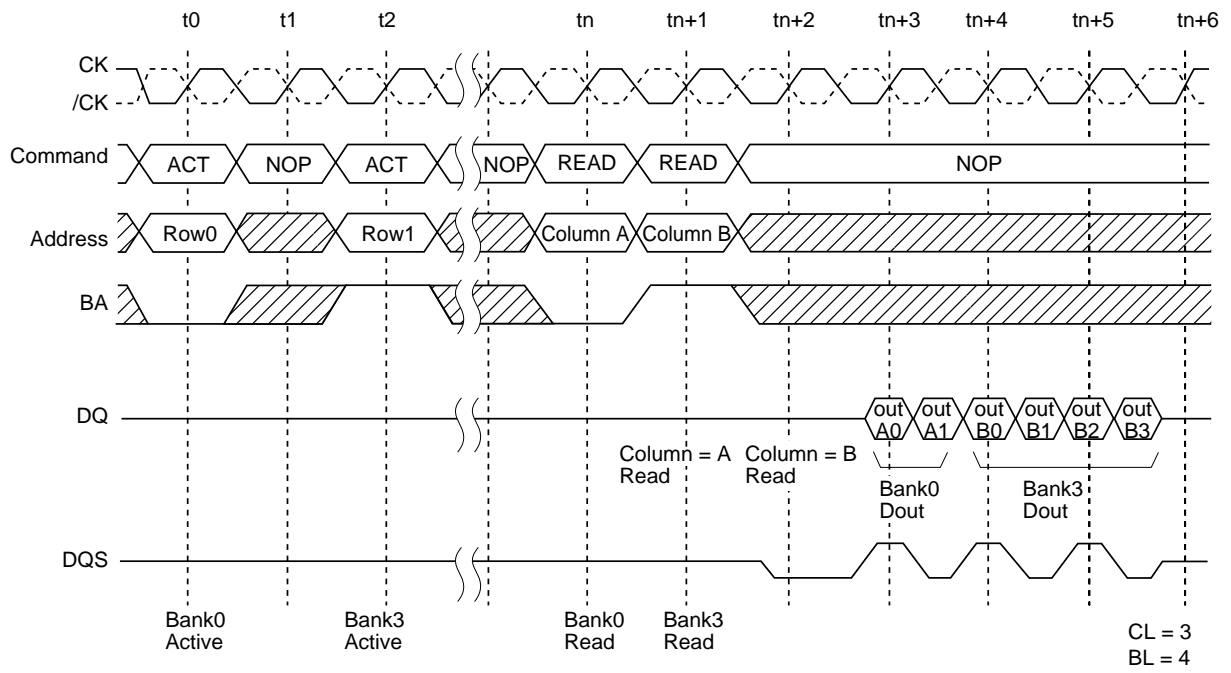 t0 t1 t2 tn tn+1 tn+2 tn+3 tn+4 tn+5 tn+6
CK
/CK
Command ACT NOP ACT NOP READ READ NOP
Address Row0 Row1 Column A Column B
BA
DQ out A0 out A1 out B0 out B1 out B2 out B3
Column = A Read
Column = B Read
Bank0 Dout
Bank3 Dout
DQS
Bank0 Active
Bank3 Active
Bank0 Read
Bank3 Read
CL = 3
BL = 4